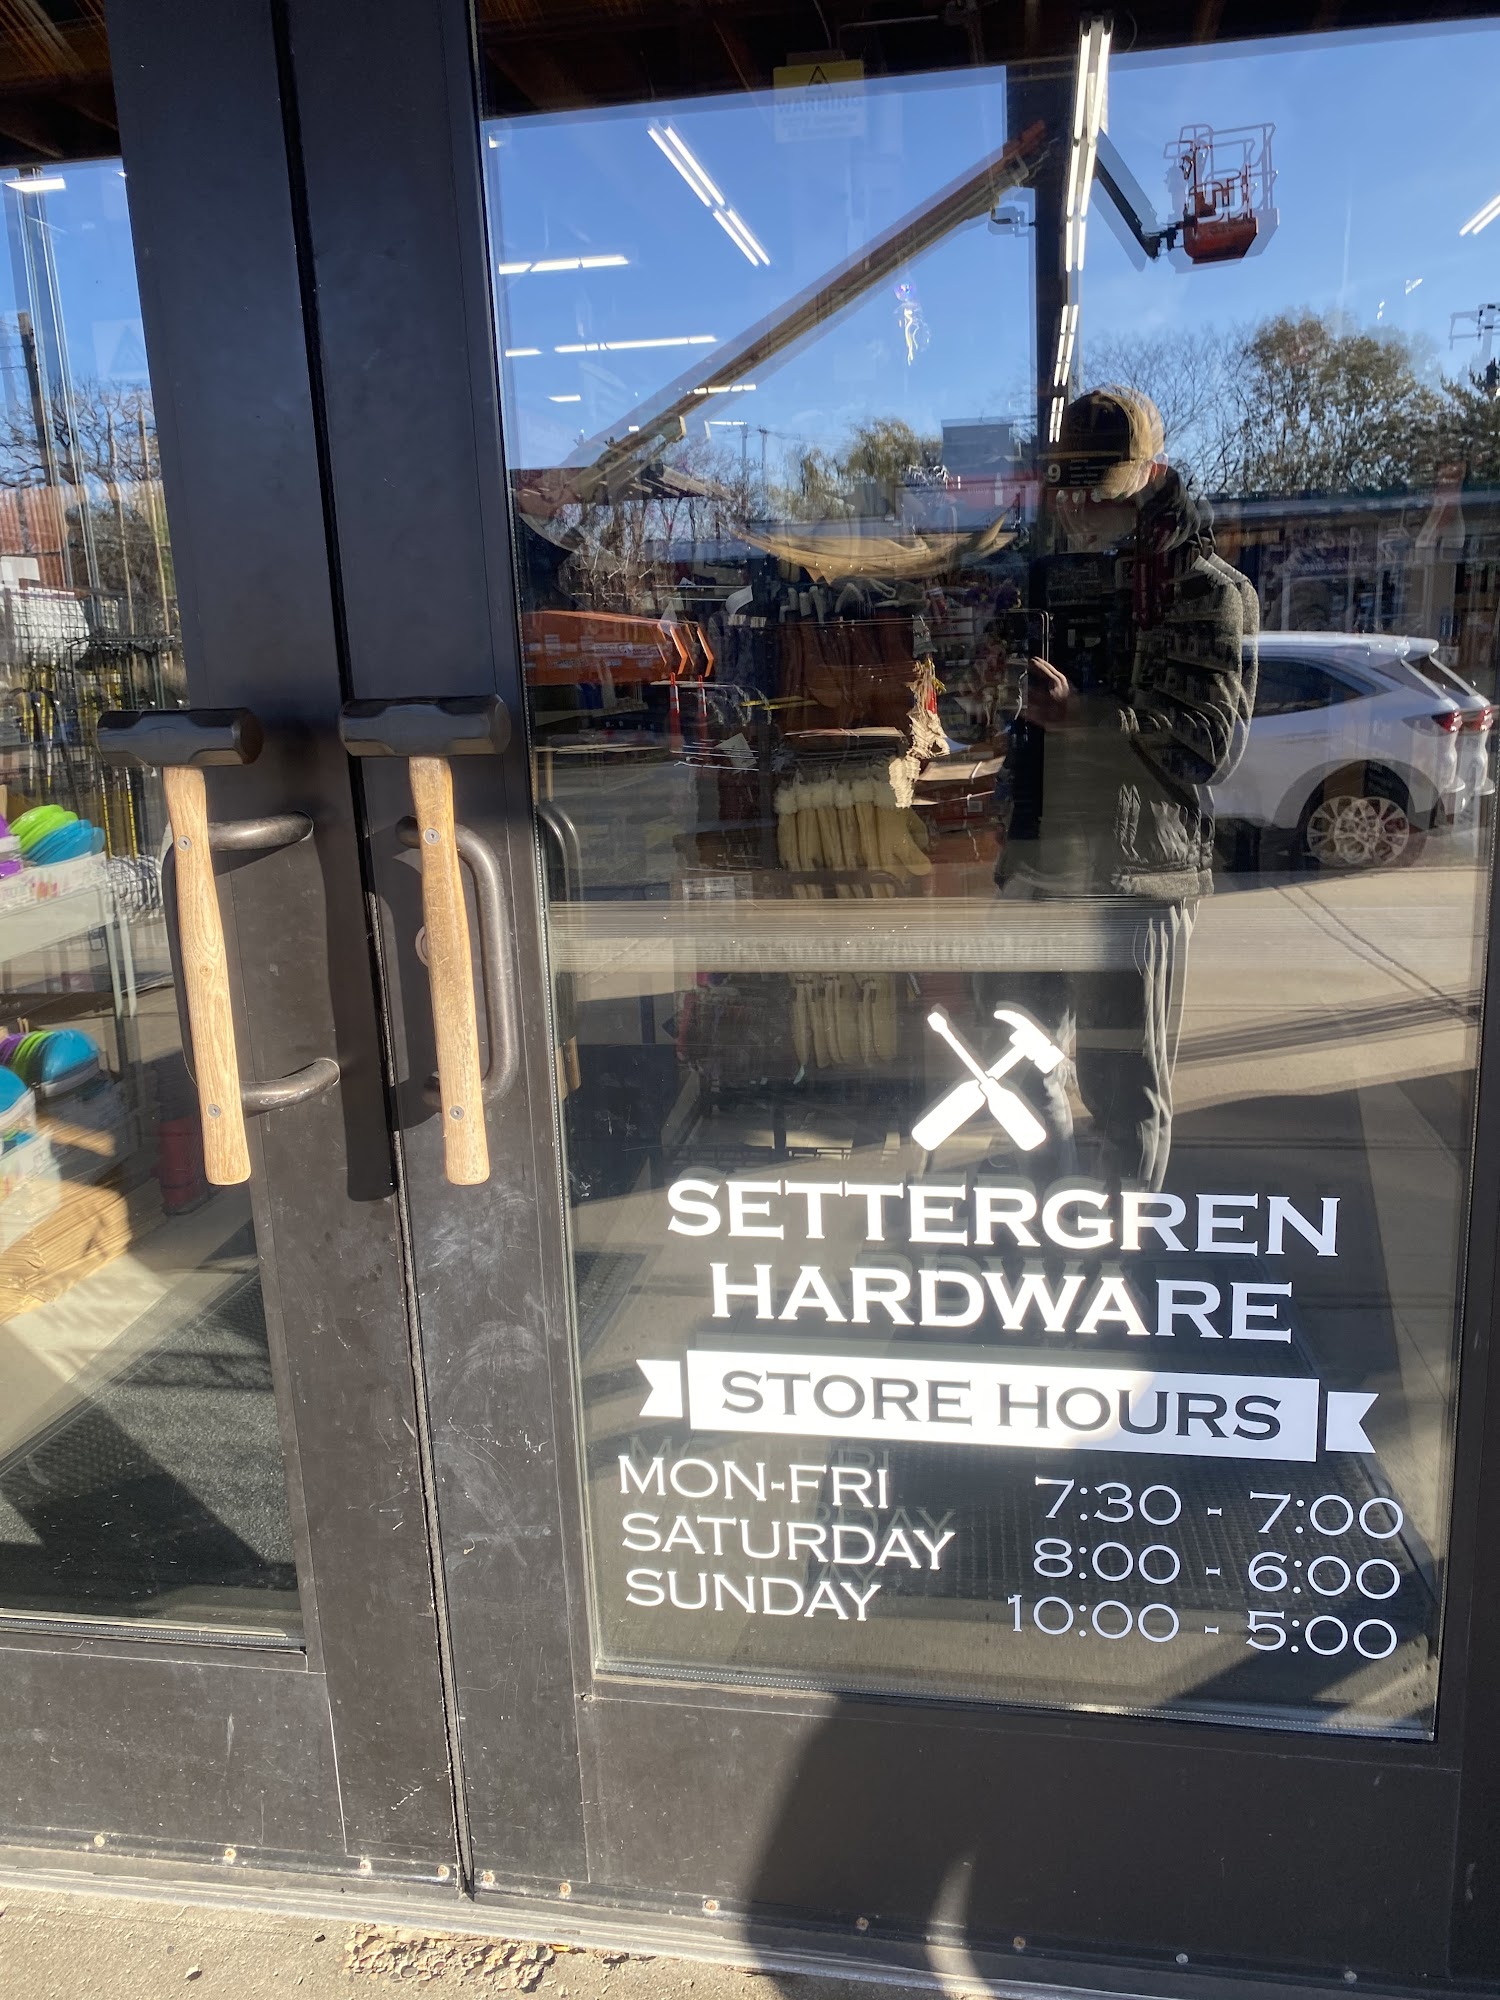 SETTERGREN
HARDWARE
STORE HOURS
MON-FRI 7:30 - 7:00
SATURDAY 8:00 - 6:00
SUNDAY 10:00 - 5:00
9